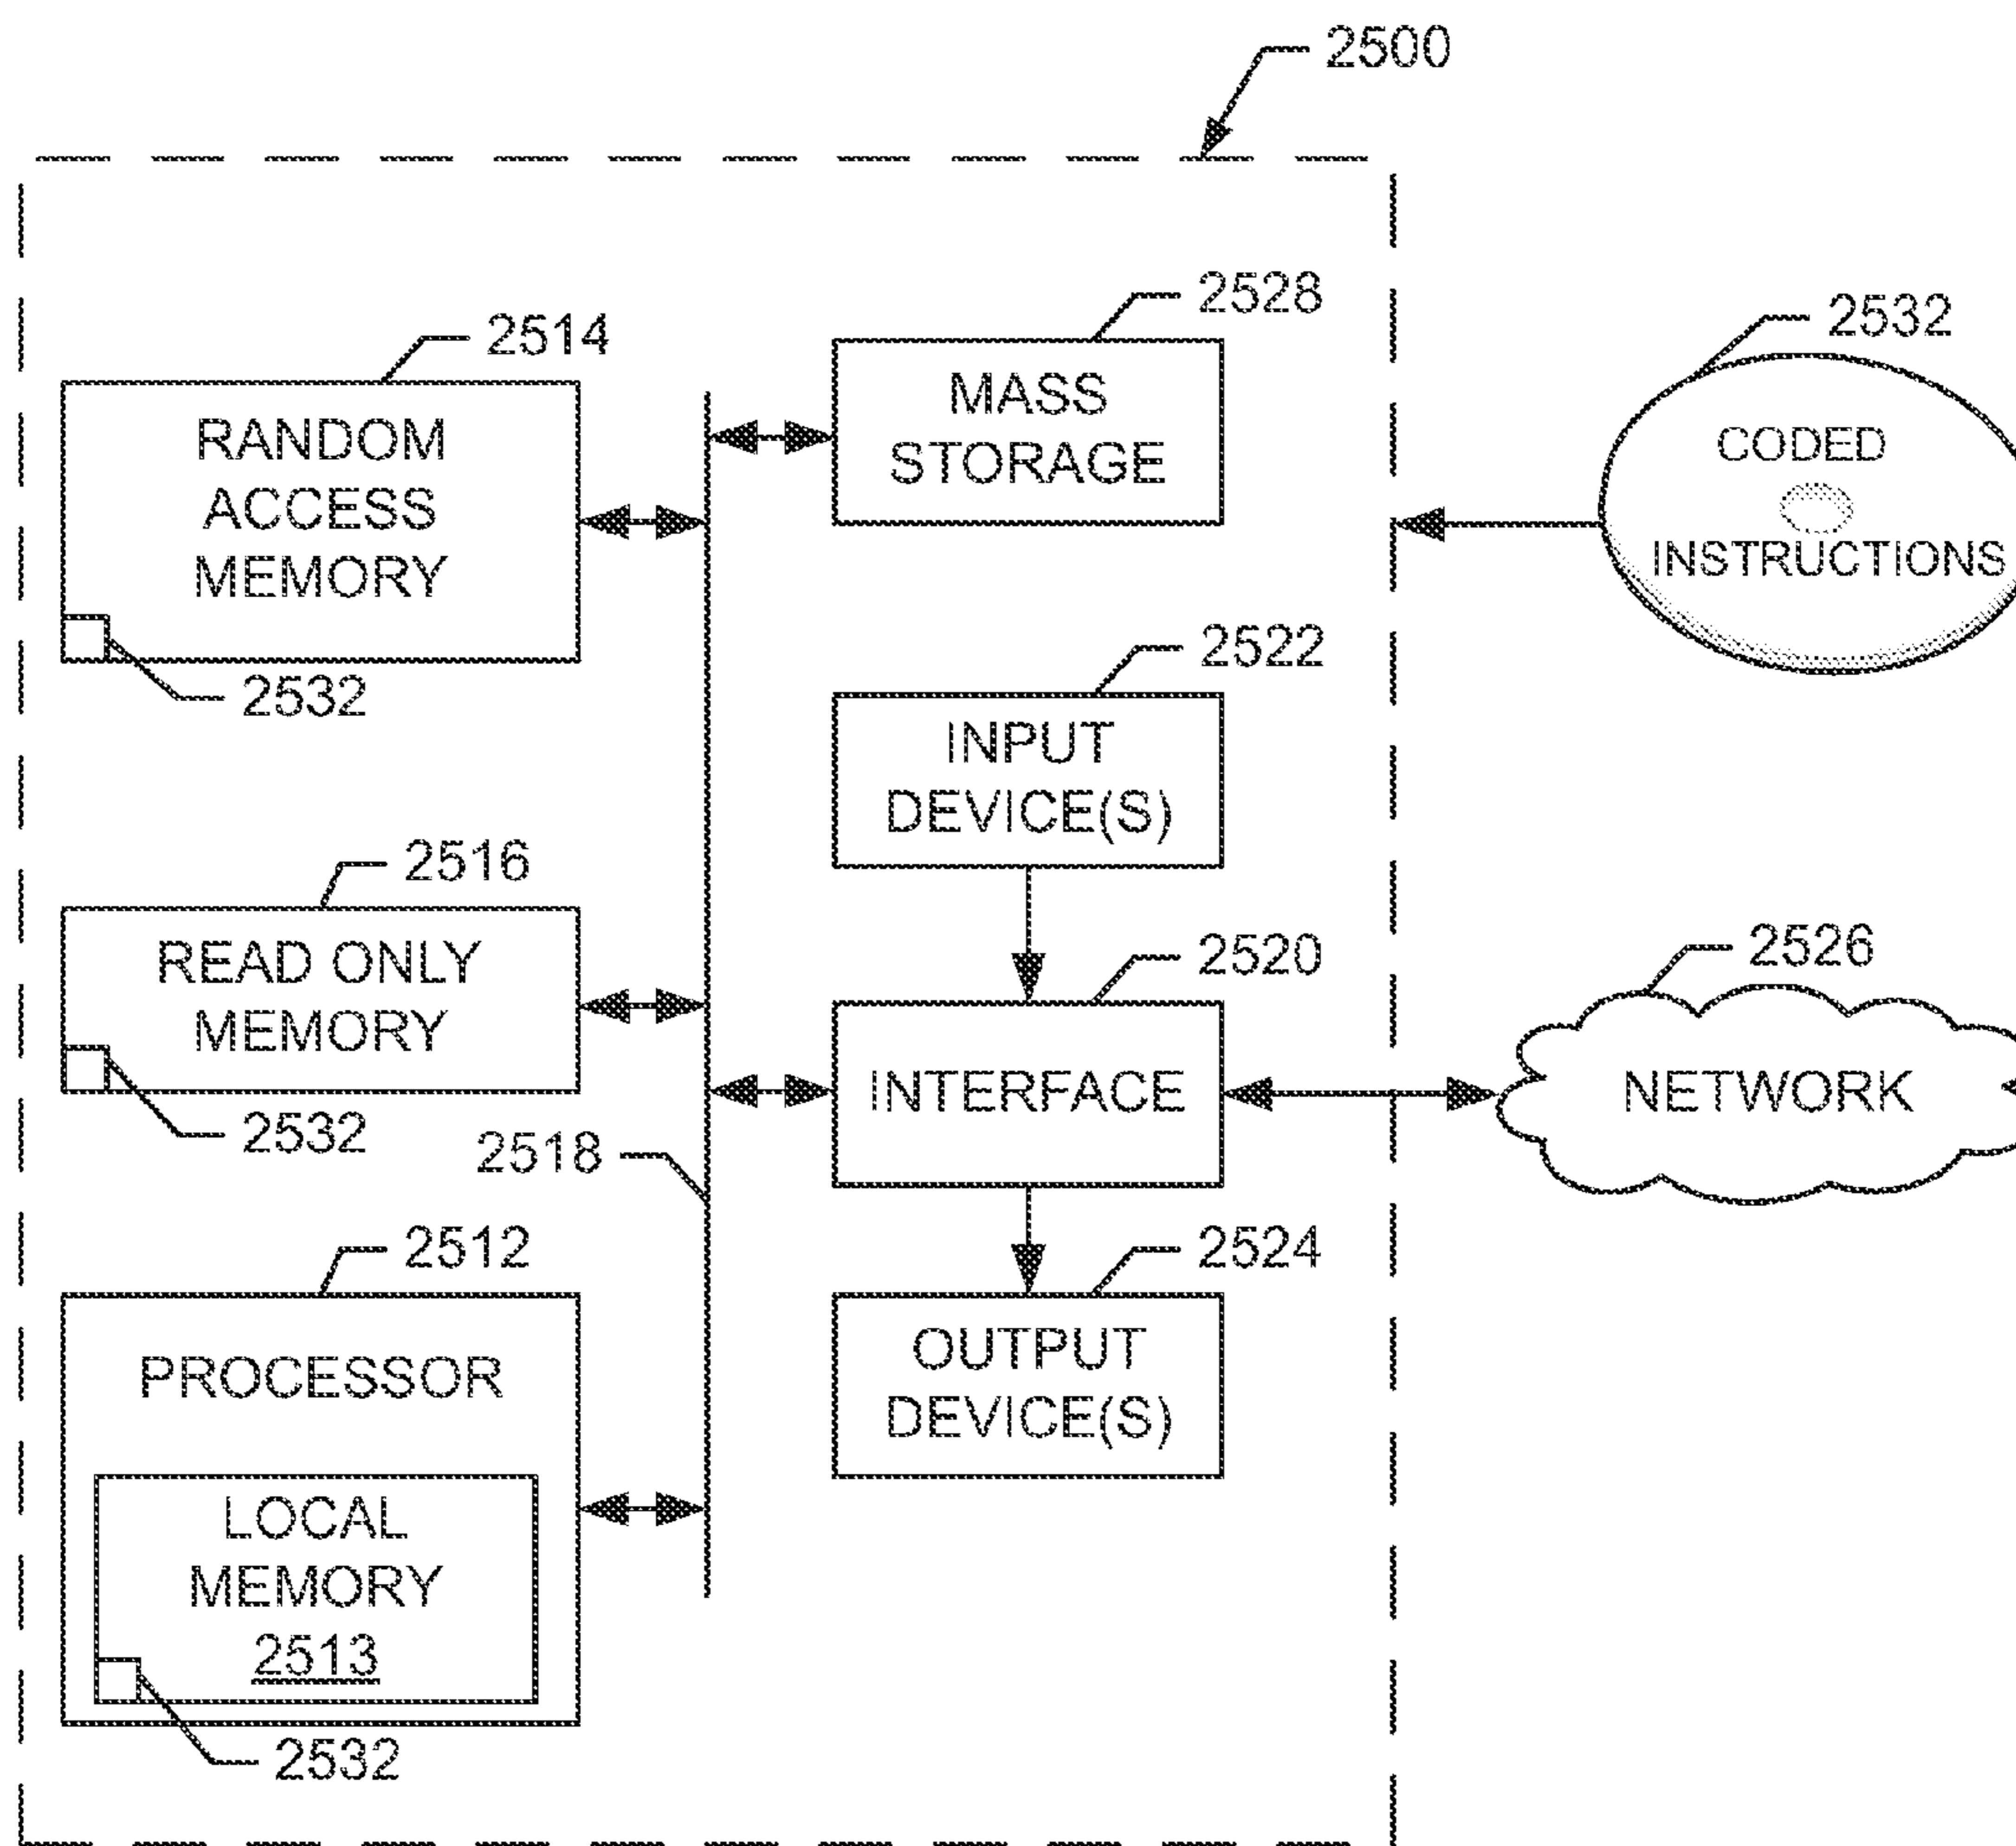 2500
2528
MASS
STORAGE
2514
RANDOM
ACCESS
MEMORY
2532
2532
CODED
INSTRUCTIONS
2522
INPUT
DEVICE(S)
2516
READ ONLY
MEMORY
2532
2520
INTERFACE
2526
NETWORK
2518
2512
PROCESSOR
LOCAL
MEMORY
2513
2532
2524
OUTPUT
DEVICE(S)